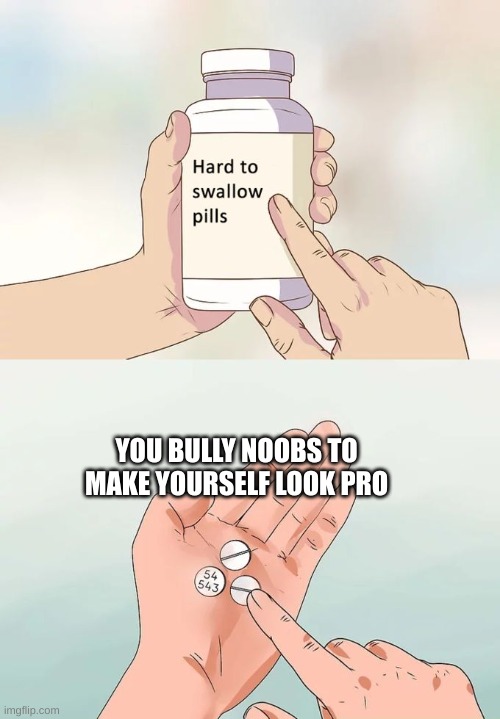 Hard to
swallow
pills
YOU BULLY NOOBS TO
MAKE YOURSELF LOOK PRO
54
543
imgflip.com